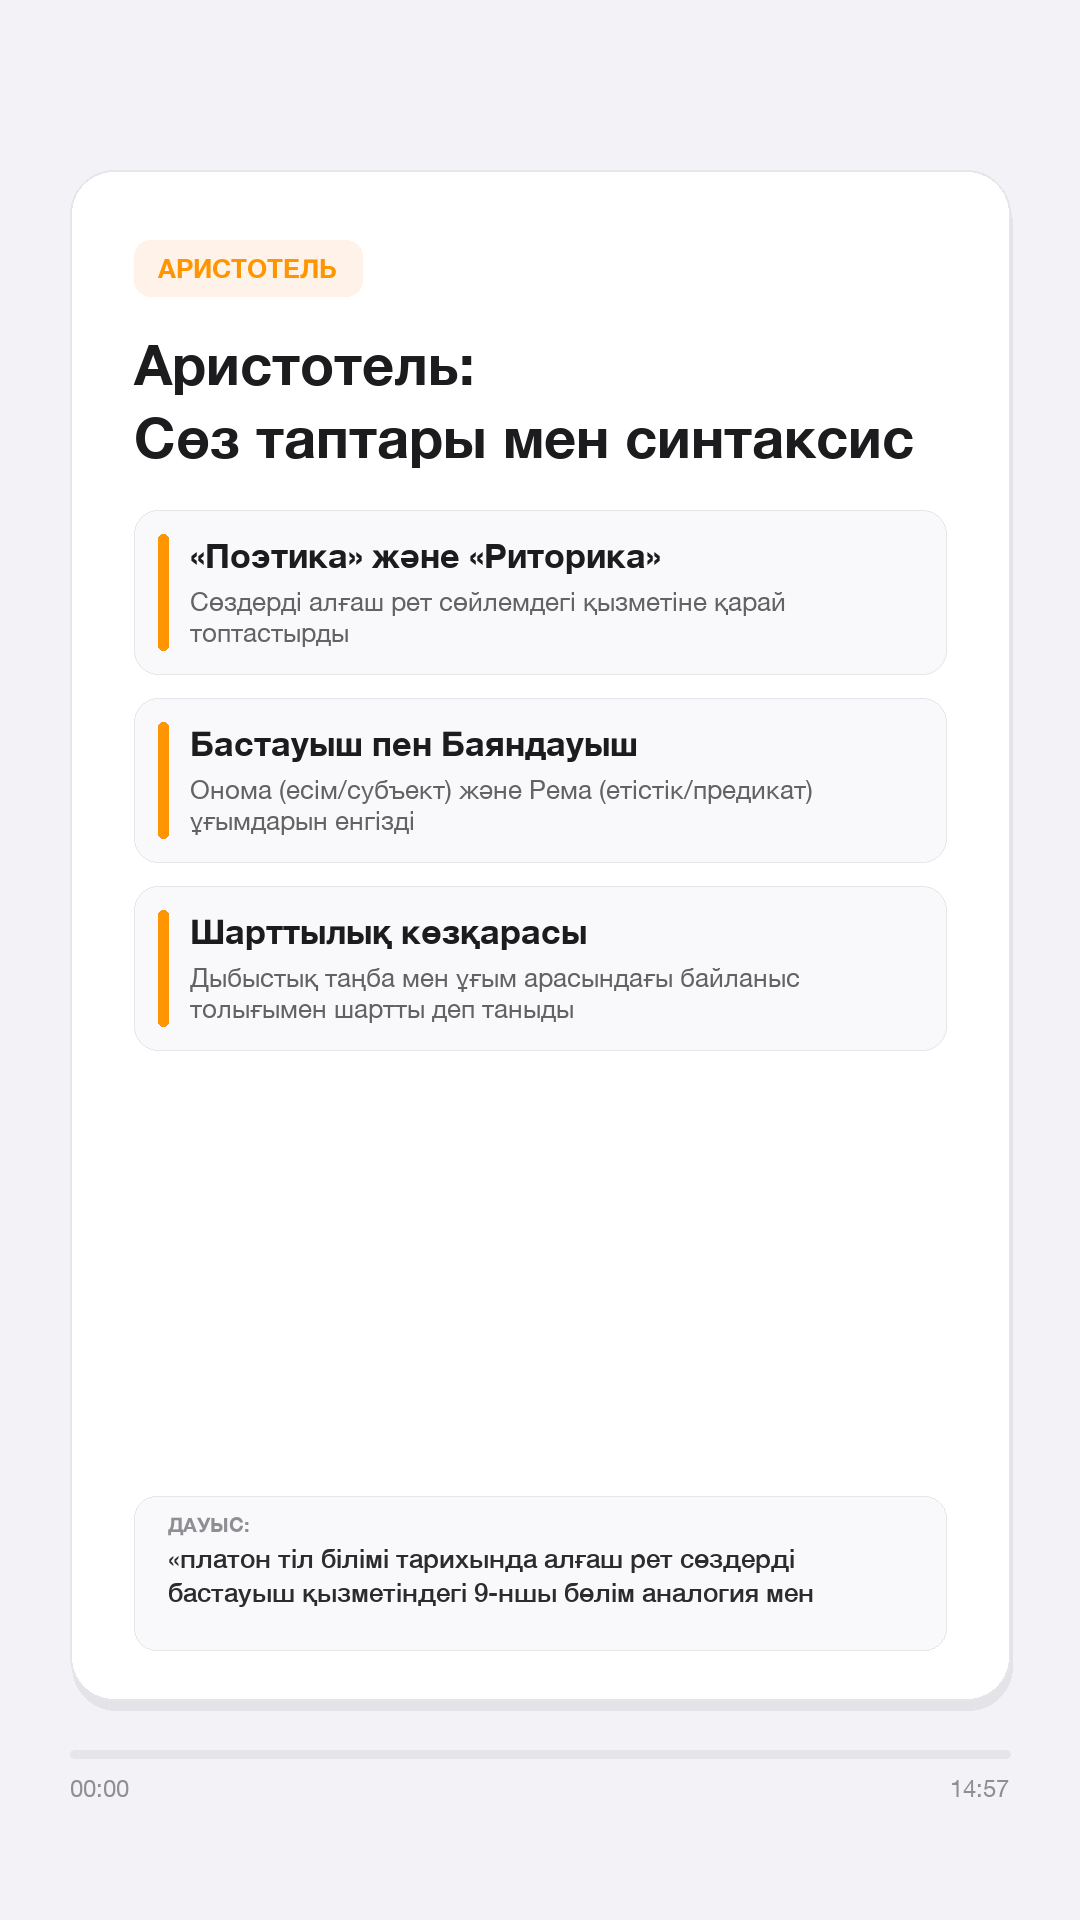 АРИСТОТЕЛЬ
Аристотель:
Сөз таптары мен синтаксис
«Поэтика» және «Риторика»
Сөздерді алғаш рет сөйлемдегі қызметіне қарай
топтастырды
Бастауыш пен Баяндауыш
Онома (есім/субъект) және Рема (етістік/предикат)
ұғымдарын енгізді
Шарттылық көзқарасы
Дыбыстық таңба мен ұғым арасындағы байланыс
толығымен шартты деп таныды
ДАУЫС:
«платон тіл білімі тарихында алғаш рет сөздерді
бастауыш қызметіндегі 9-ншы бөлім аналогия мен
00:00
14:57